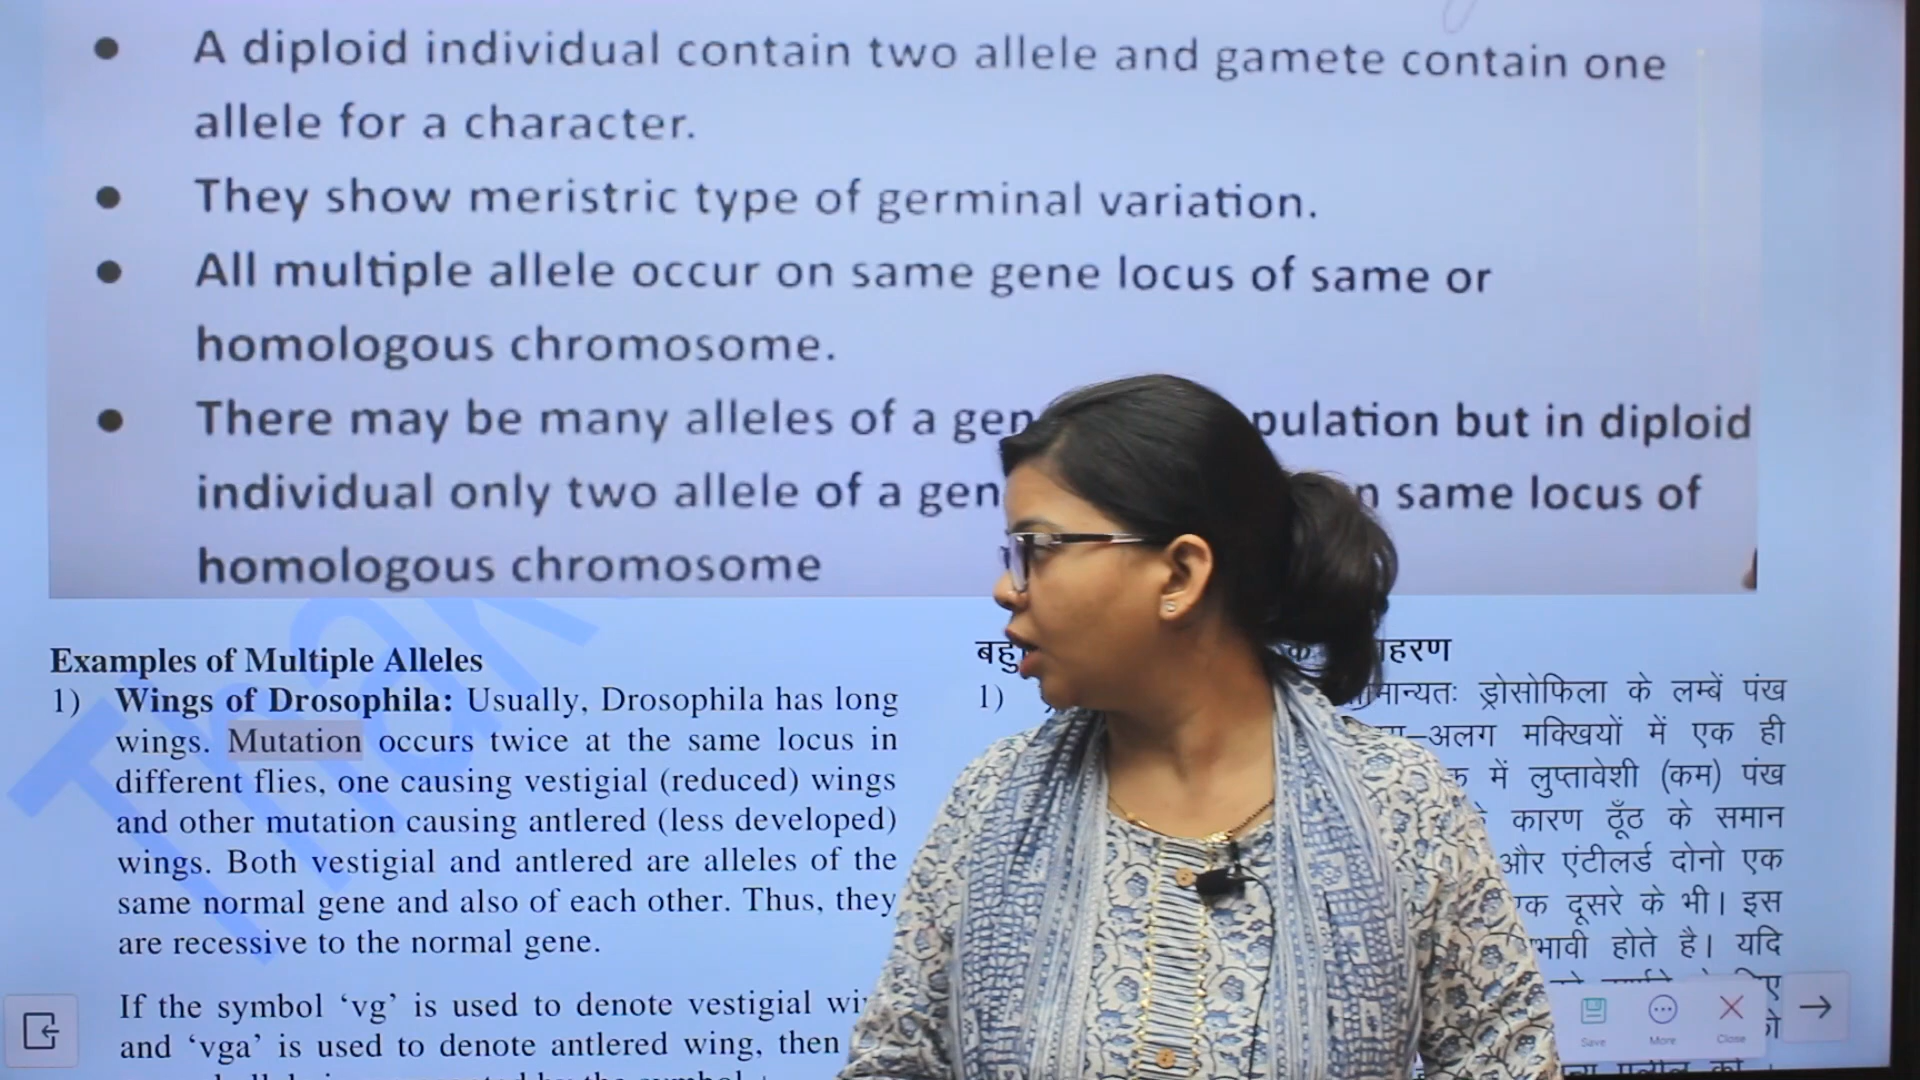 A diploid individual contain two allele and gamete contain one
allele for a character.
They show meristric type of germinal variation.
All multiple allele occur on same gene locus of same or
homologous chromosome.
There may be many alleles of a gen pulation but in diploid
individual only two allele of a gen n same locus of
homologous chromosome
Examples of Multiple Alleles
1) Wings of Drosophila: Usually, Drosophila has long
wings. Mutation occurs twice at the same locus in
different flies, one causing vestigial (reduced) wings
and other mutation causing antlered (less developed)
wings. Both vestigial and antlered are alleles of the
same normal gene and also of each other. Thus, they
are recessive to the normal gene.
If the symbol ‘vg’ is used to denote vestigial wi
and ‘vga’ is used to denote antlered wing, then
बहु हरण
1) मान्यतः ड्रोसोफिला के लम्बें पंख
–अलग मक्खियों में एक ही
में लुप्तावेशी (कम) पंख
कारण ठूँठ के समान
और एंटीलर्ड दोनो एक
एक दूसरे के भी। इस
भावी होते है। यदि
Save More Close
Thak